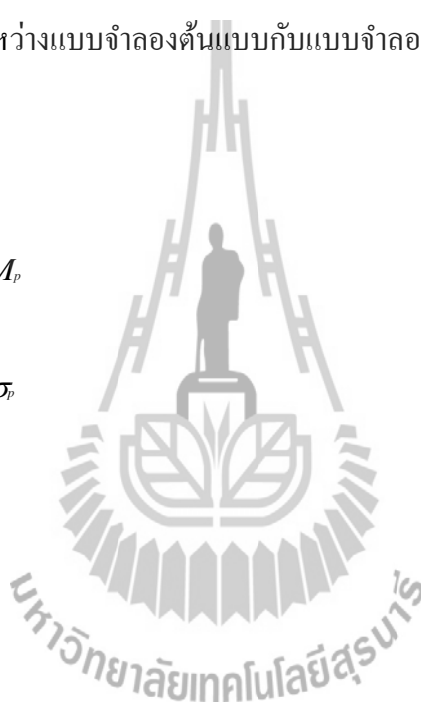 หว่างแบบจำลองต้นแบบกับแบบจำลอ
M_p
σ_p
มหาวิทยาลัยเทคโนโลยีสุรนารี